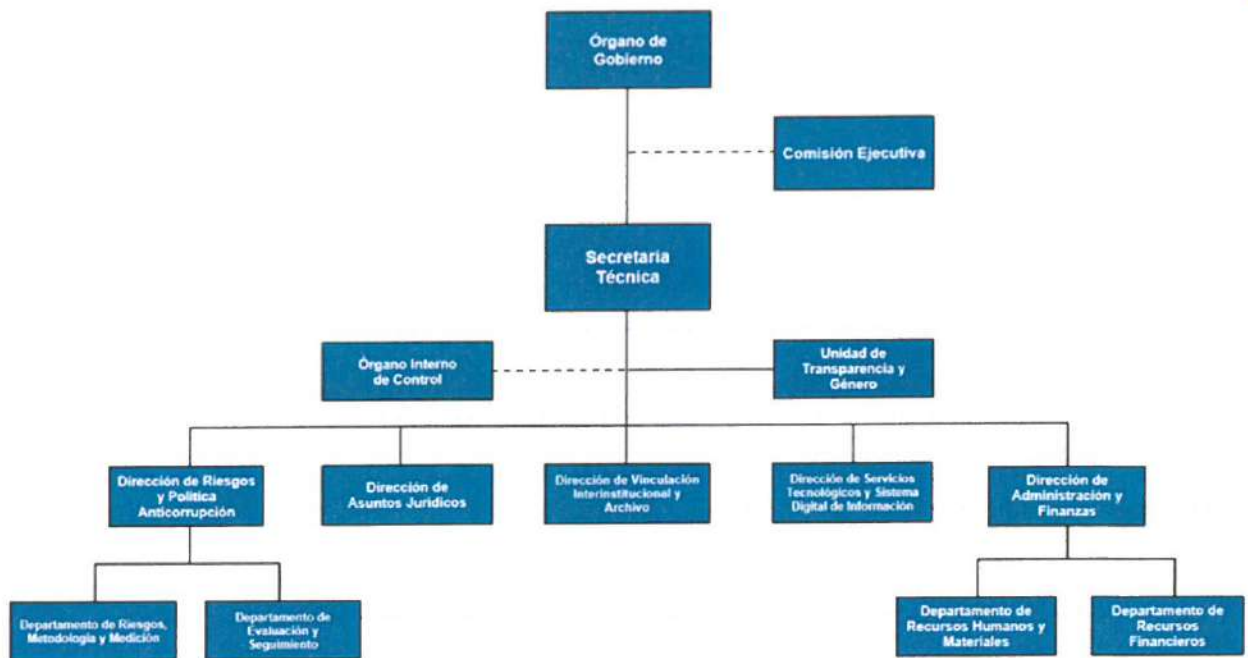 Órgano de
Gobierno
Comisión Ejecutiva
Secretaria
Técnica
Órgano Interno
de Control
Unidad de
Transparencia y
Género
Dirección de Riesgos
y Política
Anticorrupción
Dirección de
Asuntos Jurídicos
Dirección de Vinculación
Interinstitucional y
Archivo
Dirección de Servicios
Tecnológicos y Sistema
Digital de Información
Dirección de
Administración y
Finanzas
Departamento de Riesgos,
Metodología y Medición
Departamento de
Evaluación y
Seguimiento
Departamento de
Recursos Humanos y
Materiales
Departamento de
Recursos
Financieros